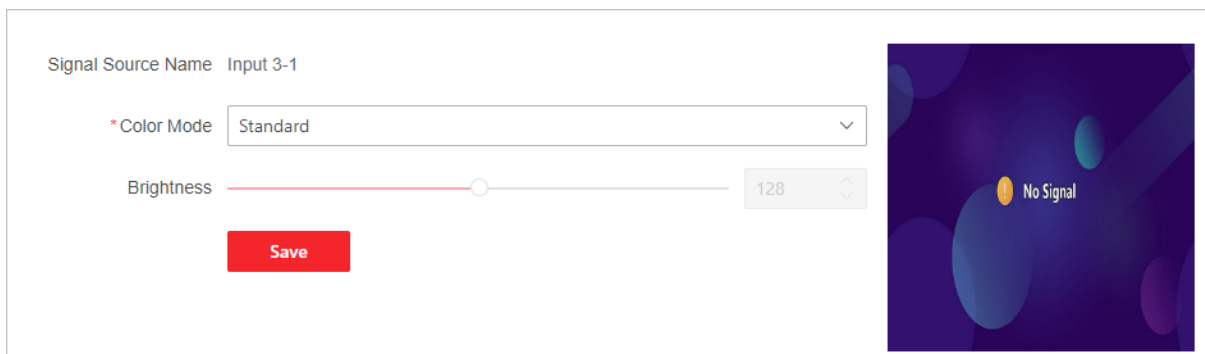 Signal Source Name Input 3-1
*Color Mode Standard
Brightness 128
Save
! No Signal